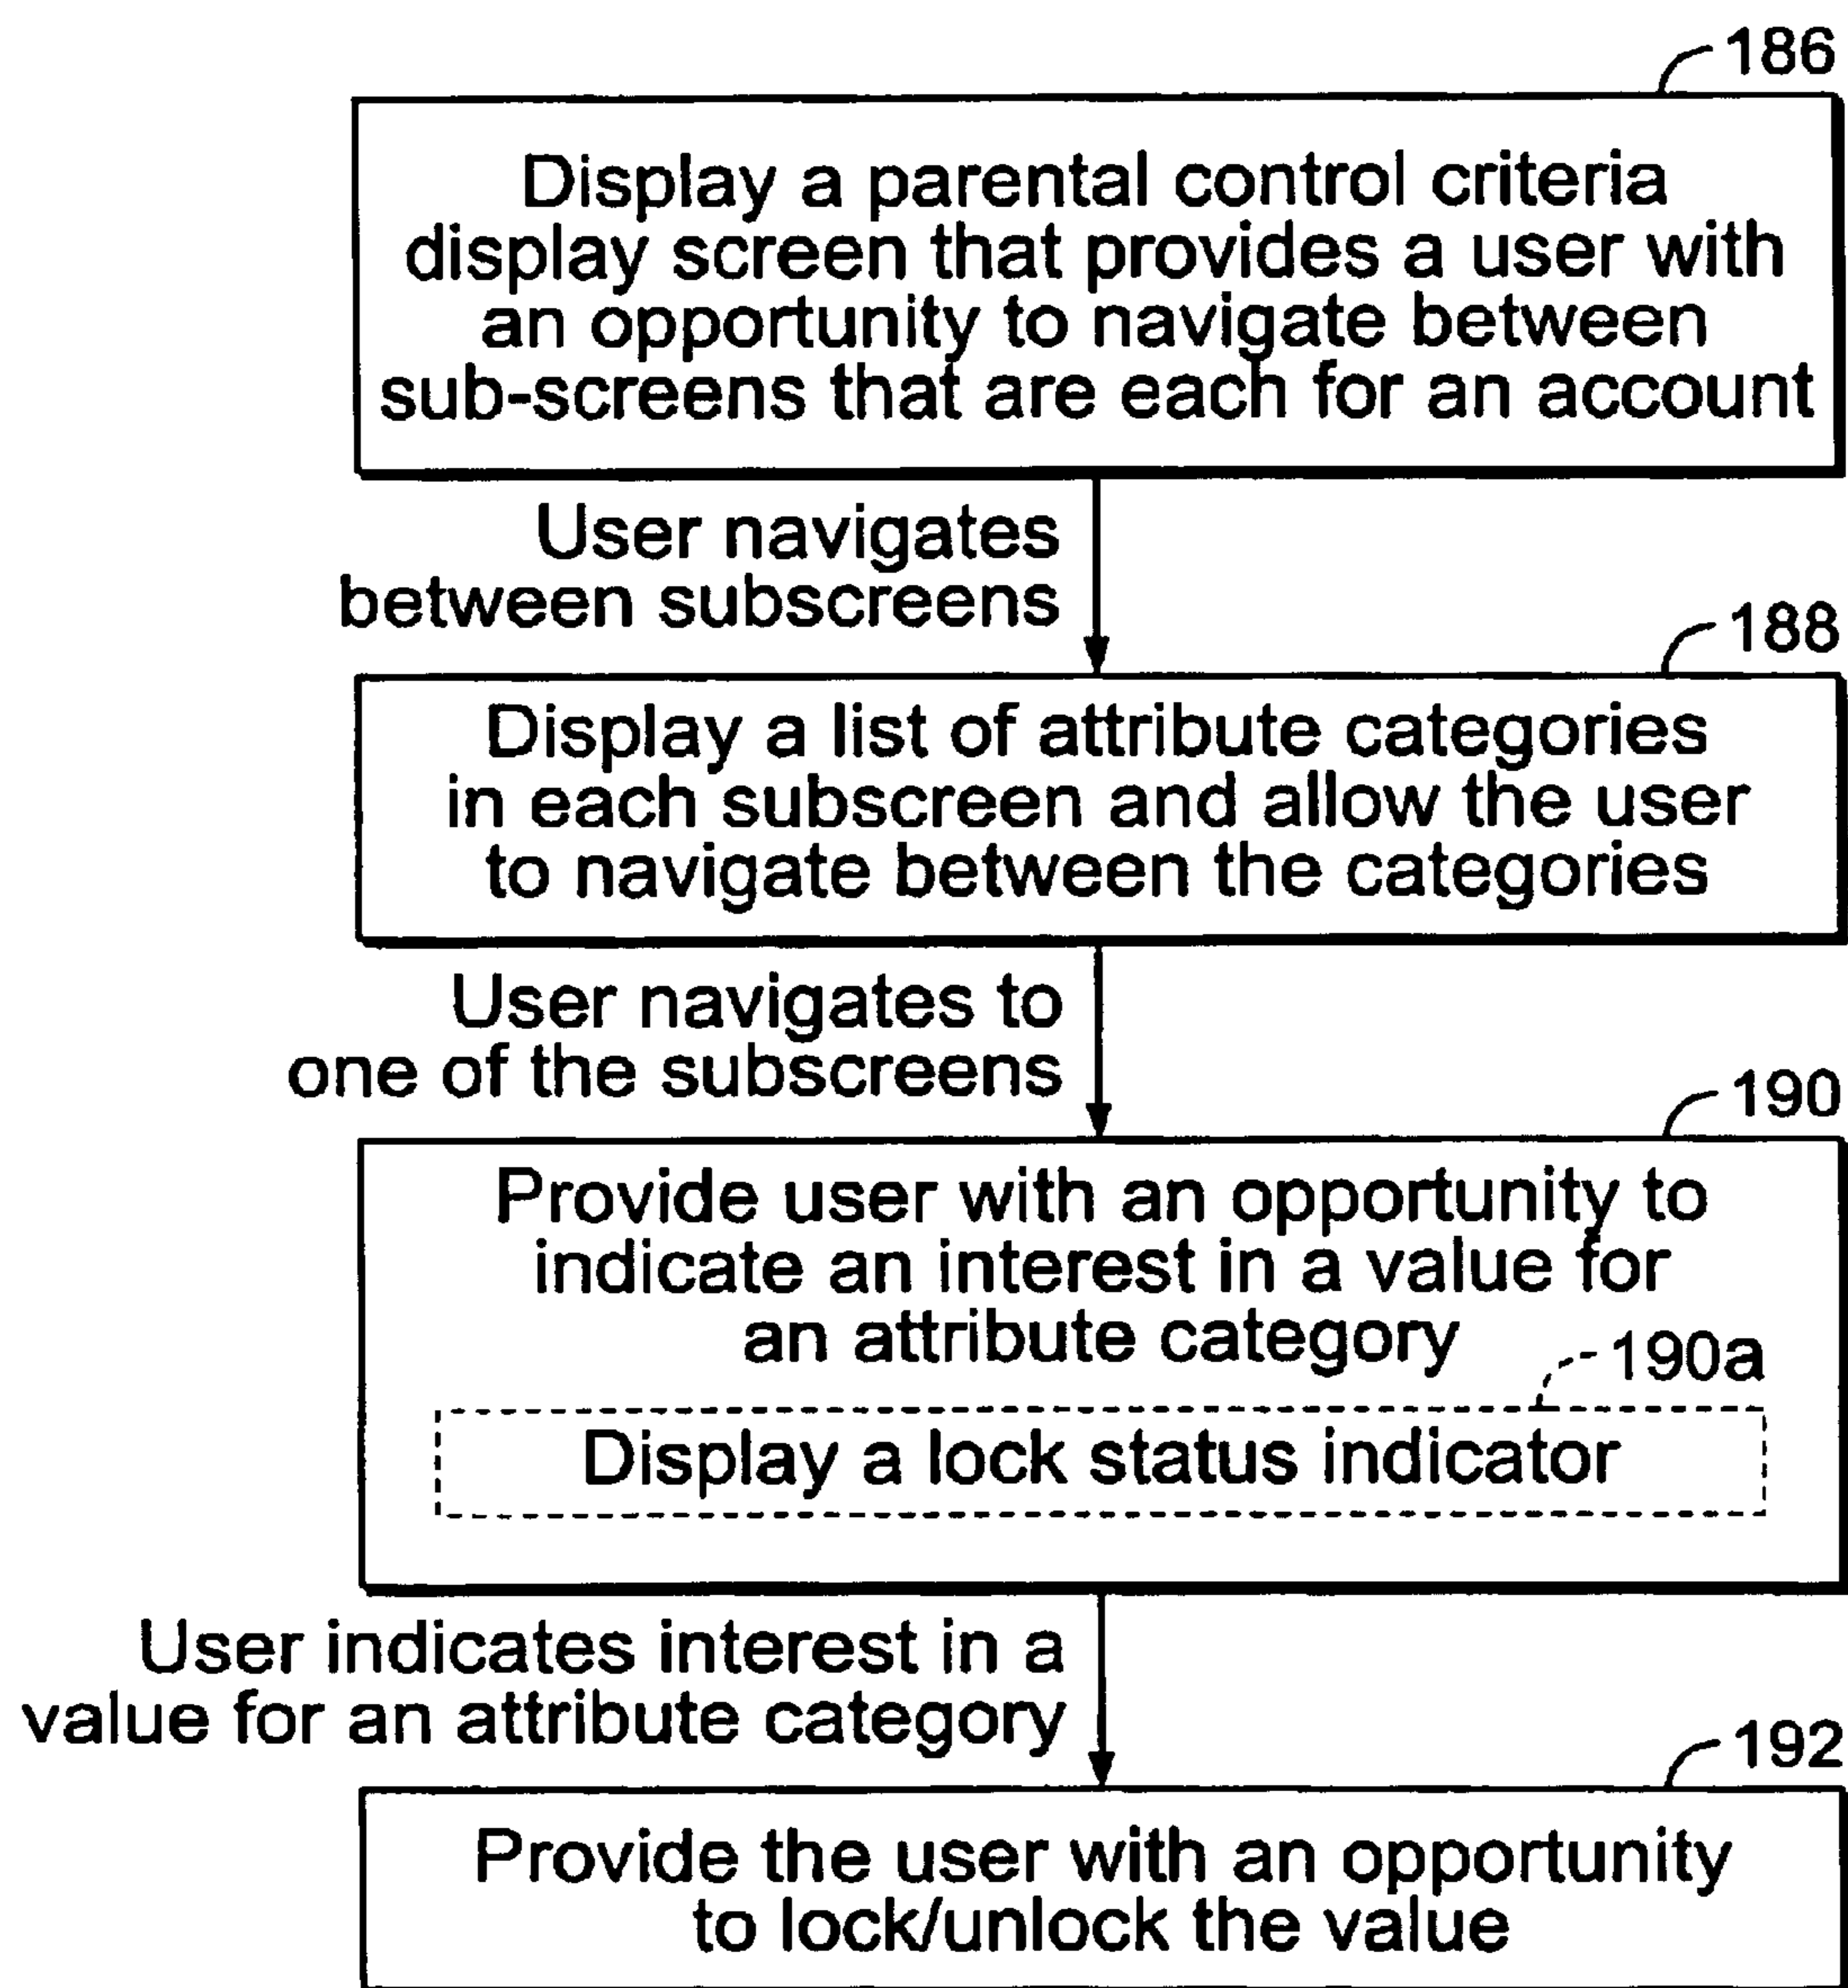 186
Display a parental control criteria
display screen that provides a user with
an opportunity to navigate between
sub-screens that are each for an account
User navigates
between subscreens
188
Display a list of attribute categories
in each subscreen and allow the user
to navigate between the categories
User navigates to
one of the subscreens
190
Provide user with an opportunity to
indicate an interest in a value for
an attribute category
190a
Display a lock status indicator
User indicates interest in a
value for an attribute category
192
Provide the user with an opportunity
to lock/unlock the value